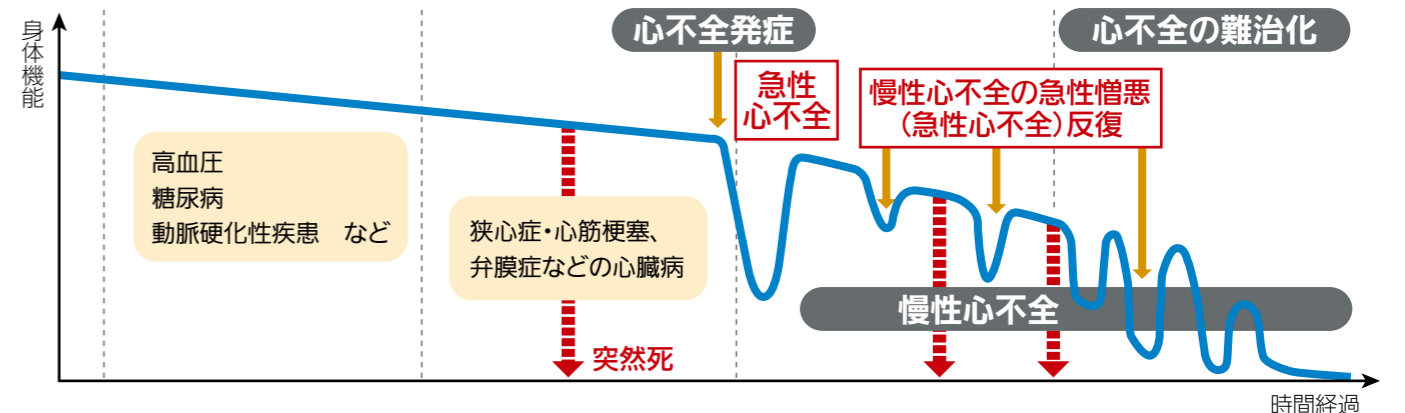 身体機能
心不全発症
心不全の難治化
急性
心不全
慢性心不全の急性憎悪
(急性心不全)反復
高血圧
糖尿病
動脈硬化性疾患　など
狭心症・心筋梗塞、
弁膜症などの心臓病
慢性心不全
突然死
時間経過